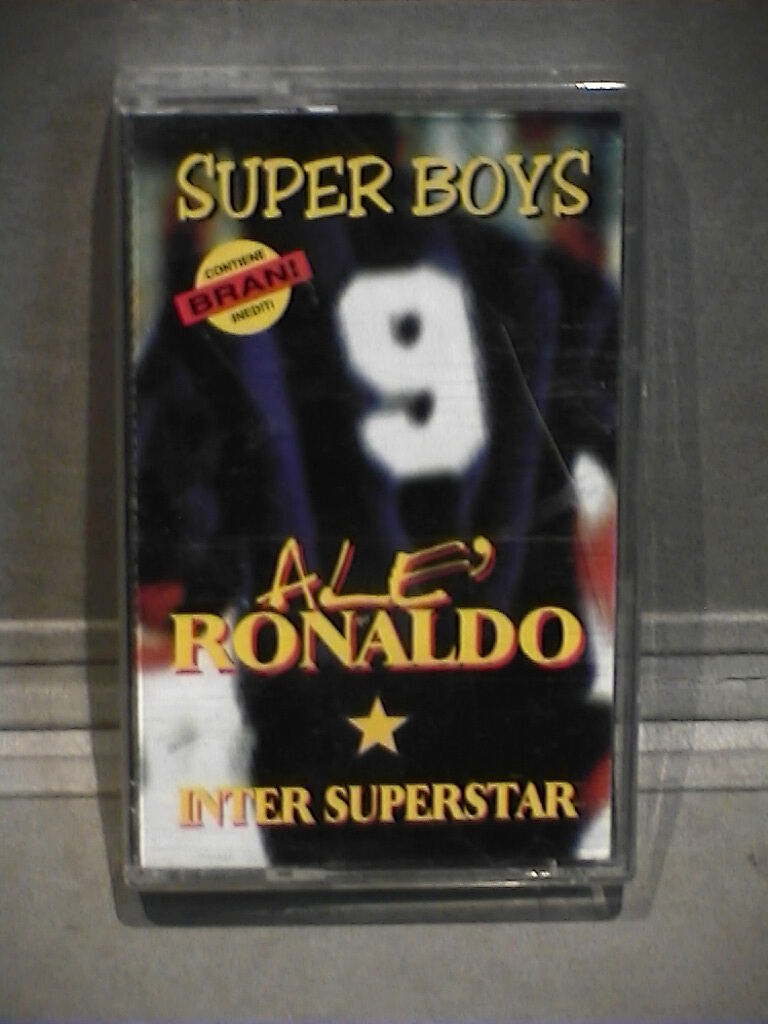 SUPER BOYS
CONTIENE
BRANI
INEDITI
9
ALE'
RONALDO
INTER SUPERSTAR